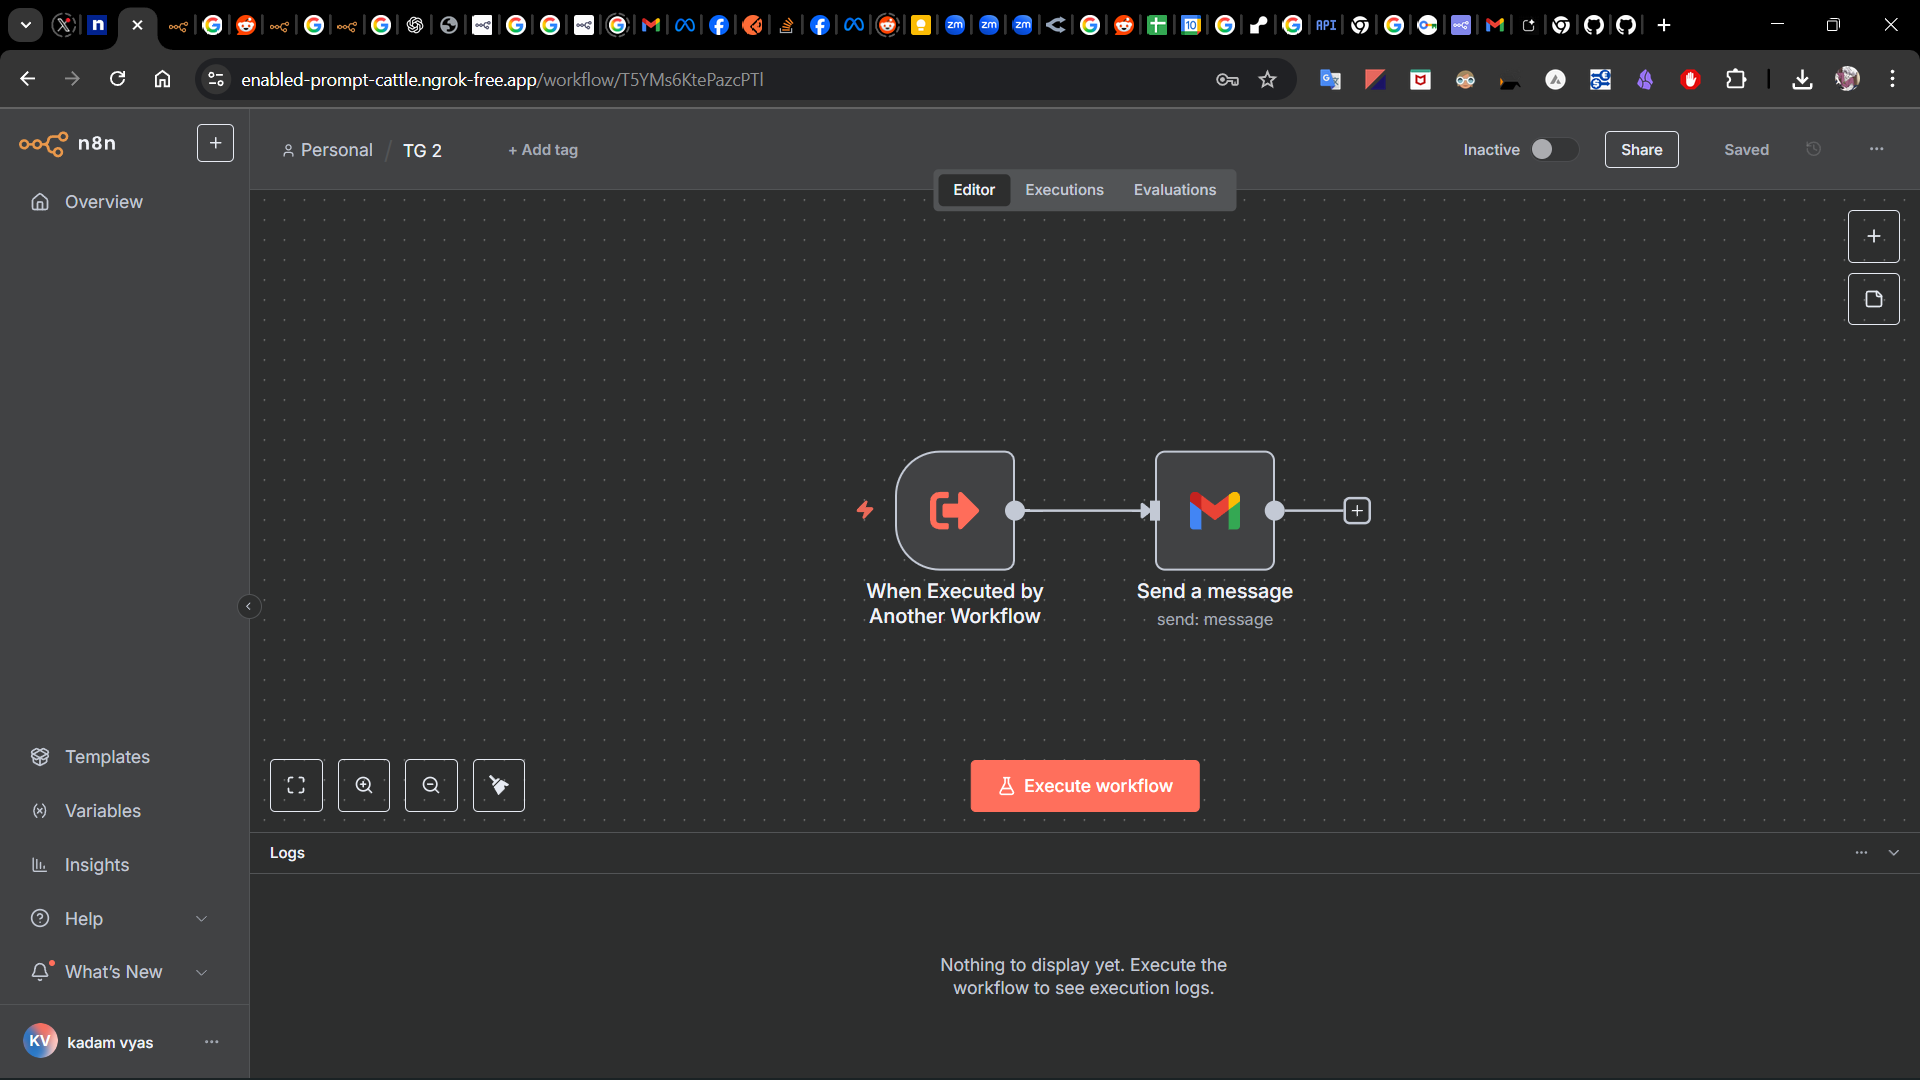 enabled-prompt-cattle.ngrok-free.app/workflow/T5YMs6KtePazcPTl
n8n
Personal / TG 2
+ Add tag
Inactive
Share
Saved
Editor
Executions
Evaluations
Overview
When Executed by
Another Workflow
Send a message
send: message
Templates
Variables
Insights
Help
What's New
Execute workflow
Logs
Nothing to display yet. Execute the
workflow to see execution logs.
KV
kadam vyas